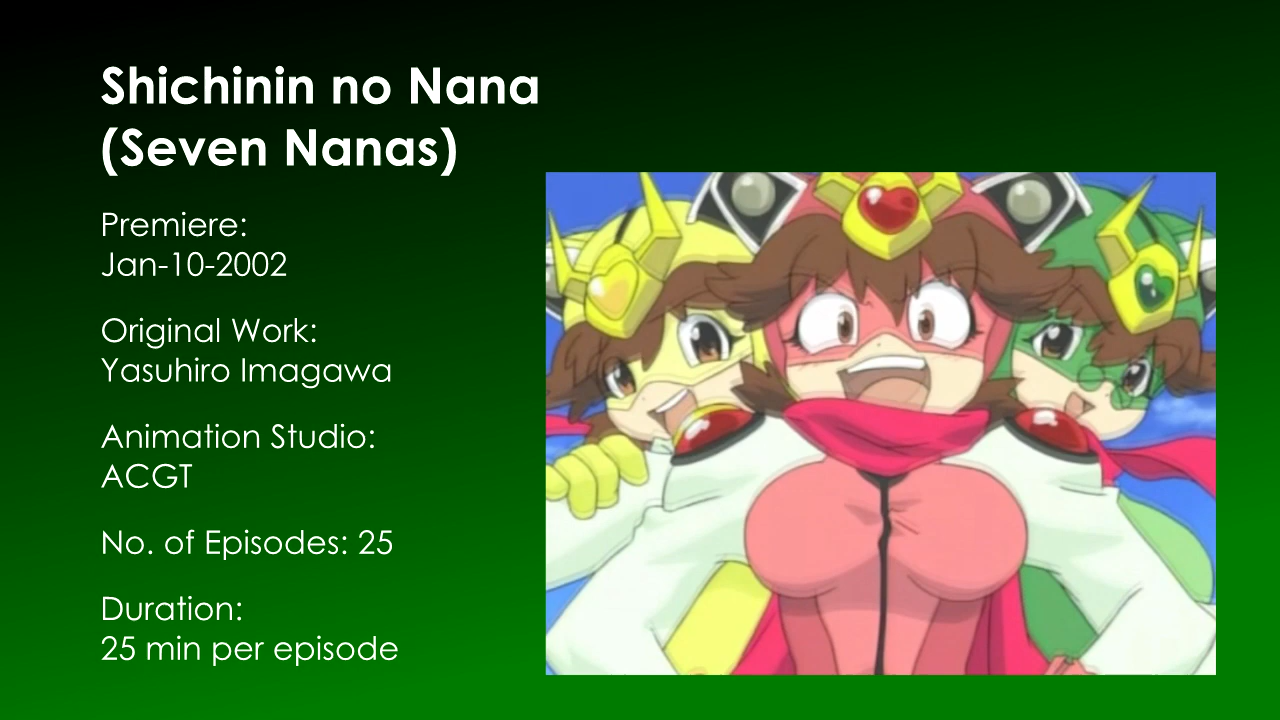 Shichinin no Nana
(Seven Nanas)
Premiere:
Jan-10-2002
Original Work:
Yasuhiro Imagawa
Animation Studio:
ACGT
No. of Episodes: 25
Duration:
25 min per episode